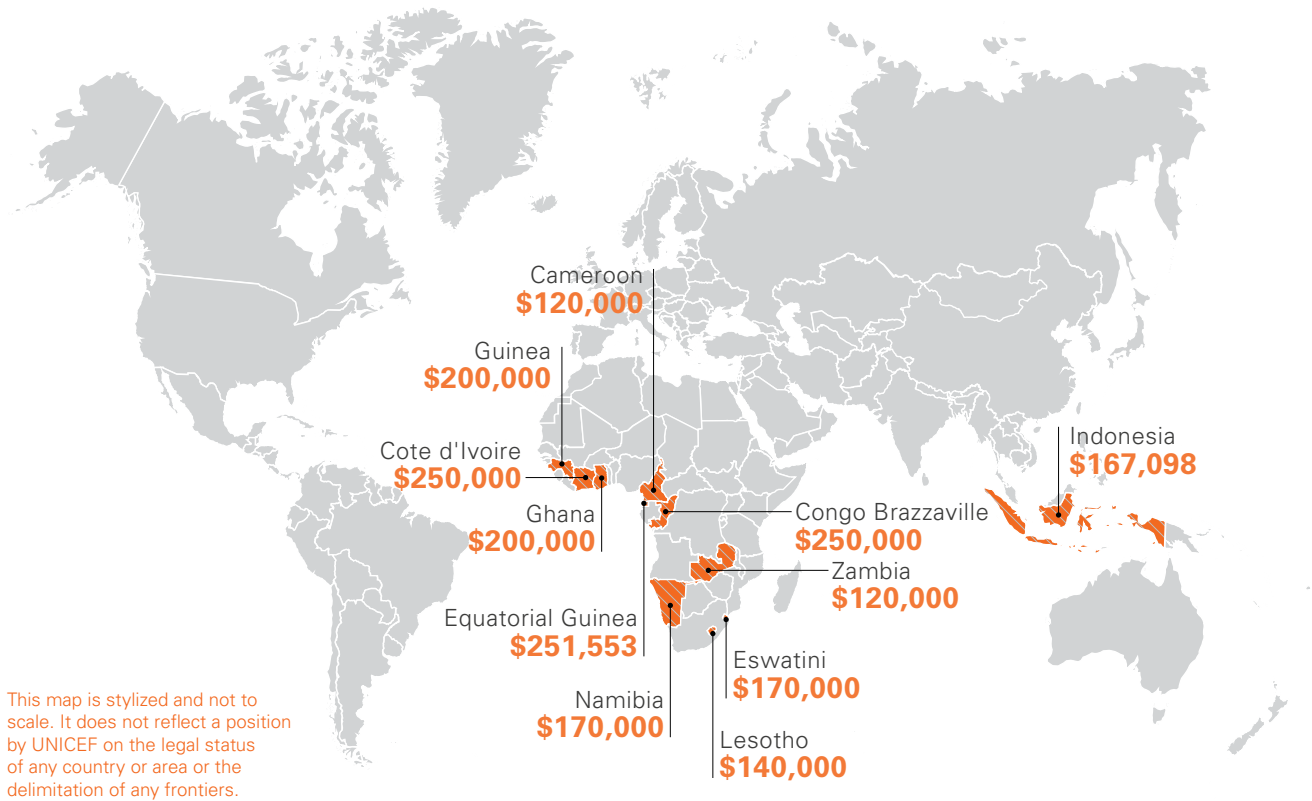 Cameroon
$120,000
Guinea
$200,000
Cote d'Ivoire
$250,000
Ghana
$200,000
Indonesia
$167,098
Congo Brazzaville
$250,000
Zambia
$120,000
Equatorial Guinea
$251,553
Eswatini
$170,000
Namibia
$170,000
Lesotho
$140,000
This map is stylized and not to
scale. It does not reflect a position
by UNICEF on the legal status
of any country or area or the
delimitation of any frontiers.